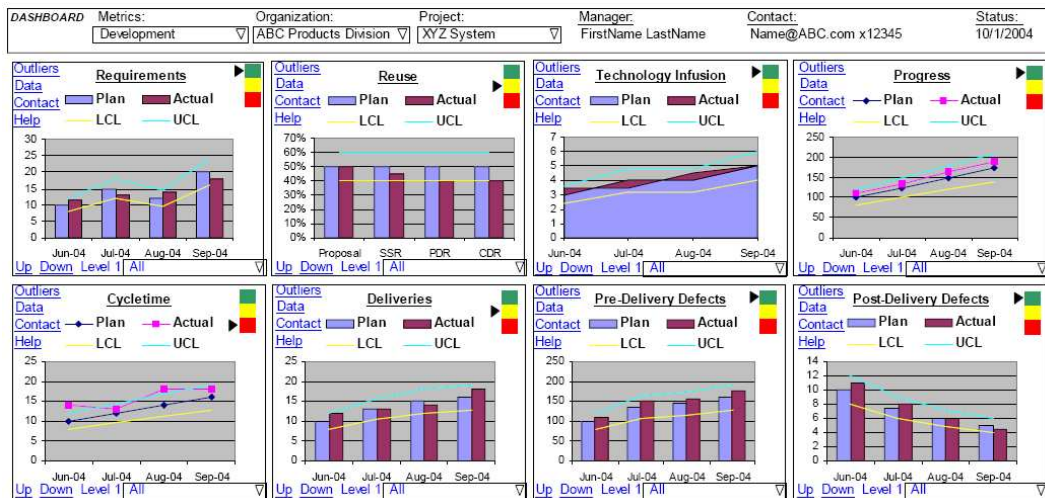 DASHBOARD
Metrics:
Development
Organization:
ABC Products Division
Project:
XYZ System
Manager:
FirstName LastName
Contact:
Name@ABC.com x12345
Status:
10/1/2004
Outliers
Data
Contact
Help
Requirements
Plan Actual
LCL UCL
30
25
20
15
10
5
0
Jun-04 Jul-04 Aug-04 Sep-04
Up Down Level 1 All
Outliers
Data
Contact
Help
Reuse
Plan Actual
LCL UCL
70%
60%
50%
40%
30%
20%
10%
0%
Proposal SSR PDR CDR
Up Down Level 1 All
Outliers
Data
Contact
Help
Technology Infusion
Plan Actual
LCL UCL
7
6
5
4
3
2
1
0
Jun-04 Jul-04 Aug-04 Sep-04
Up Down Level 1 All
Outliers
Data
Contact
Help
Progress
Plan Actual
LCL UCL
250
200
150
100
50
0
Jun-04 Jul-04 Aug-04 Sep-04
Up Down Level 1 All
Outliers
Data
Contact
Help
Cycletime
Plan Actual
LCL UCL
25
20
15
10
5
0
Jun-04 Jul-04 Aug-04 Sep-04
Up Down Level 1 All
Outliers
Data
Contact
Help
Deliveries
Plan Actual
LCL UCL
25
20
15
10
5
0
Jun-04 Jul-04 Aug-04 Sep-04
Up Down Level 1 All
Outliers
Data
Contact
Help
Pre-Delivery Defects
Plan Actual
LCL UCL
250
200
150
100
50
0
Jun-04 Jul-04 Aug-04 Sep-04
Up Down Level 1 All
Outliers
Data
Contact
Help
Post-Delivery Defects
Plan Actual
LCL UCL
14
12
10
8
6
4
2
0
Jun-04 Jul-04 Aug-04 Sep-04
Up Down Level 1 All